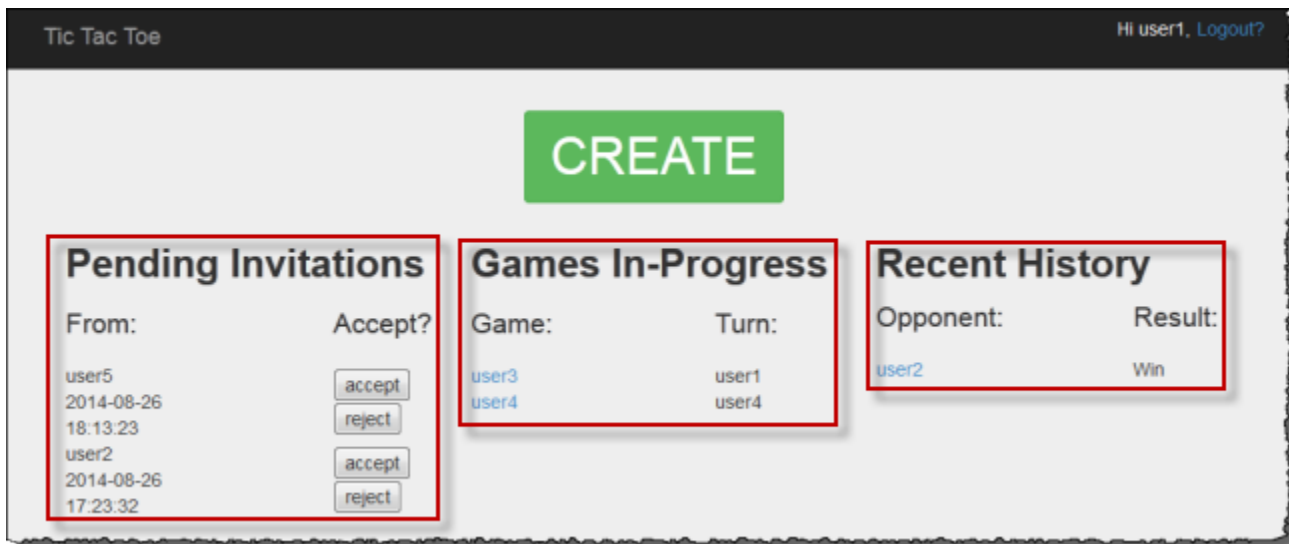 Tic Tac Toe
Hi user1, Logout?
CREATE
Pending Invitations
From: Accept?
user5
2014-08-26
18:13:23
accept
reject
user2
2014-08-26
17:23:32
accept
reject
Games In-Progress
Game: Turn:
user3 user1
user4 user4
Recent History
Opponent: Result:
user2 Win